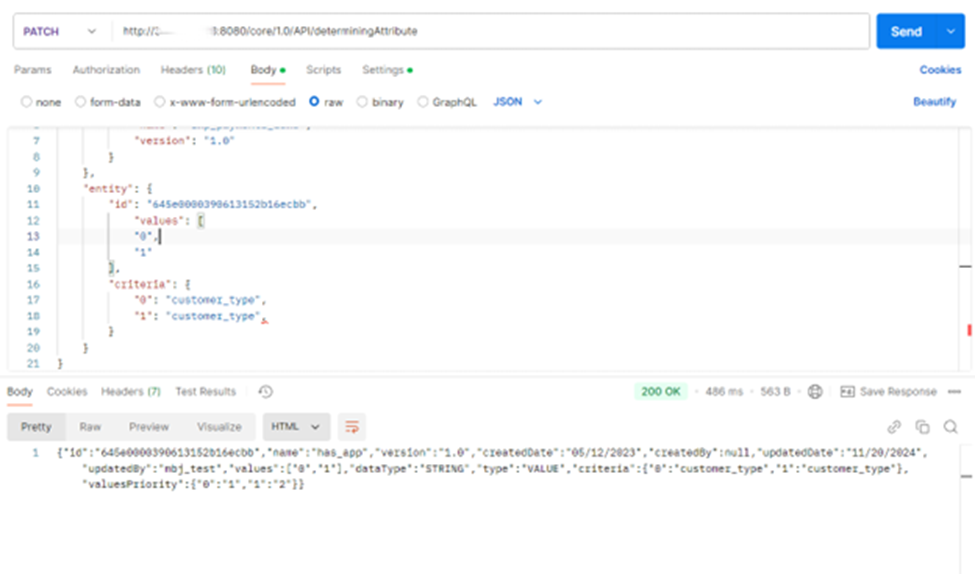 PATCH http:// :8080/core/1.0/API/determiningAttribute Send
Params Authorization Headers (10) Body Scripts Settings Cookies
none form-data x-www-form-urlencoded raw binary GraphQL JSON Beautify
7 "version": "1.0"
8 }
9 },
10 "entity": {
11 "id": "645e0000390613152b16ecbb",
12 "values": [
13 "0",
14 "1"
15 ],
16 "criteria": {
17 "0": "customer_type",
18 "1": "customer_type",
19 }
20 }
21 }
Body Cookies Headers (7) Test Results 200 OK 486 ms 563 B Save Response
Pretty Raw Preview Visualize HTML
1 {"id":"645e0000390613152b16ecbb","name":"has_app","version":"1.0","createdDate":"05/12/2023","createdBy":null,"updatedDate":"11/20/2024",
"updatedBy":"mbj_test","values":["0","1"],"dataType":"STRING","type":"VALUE","criteria":{"0":"customer_type","1":"customer_type"},
"valuesPriority":{"0":"1","1":"2"}}